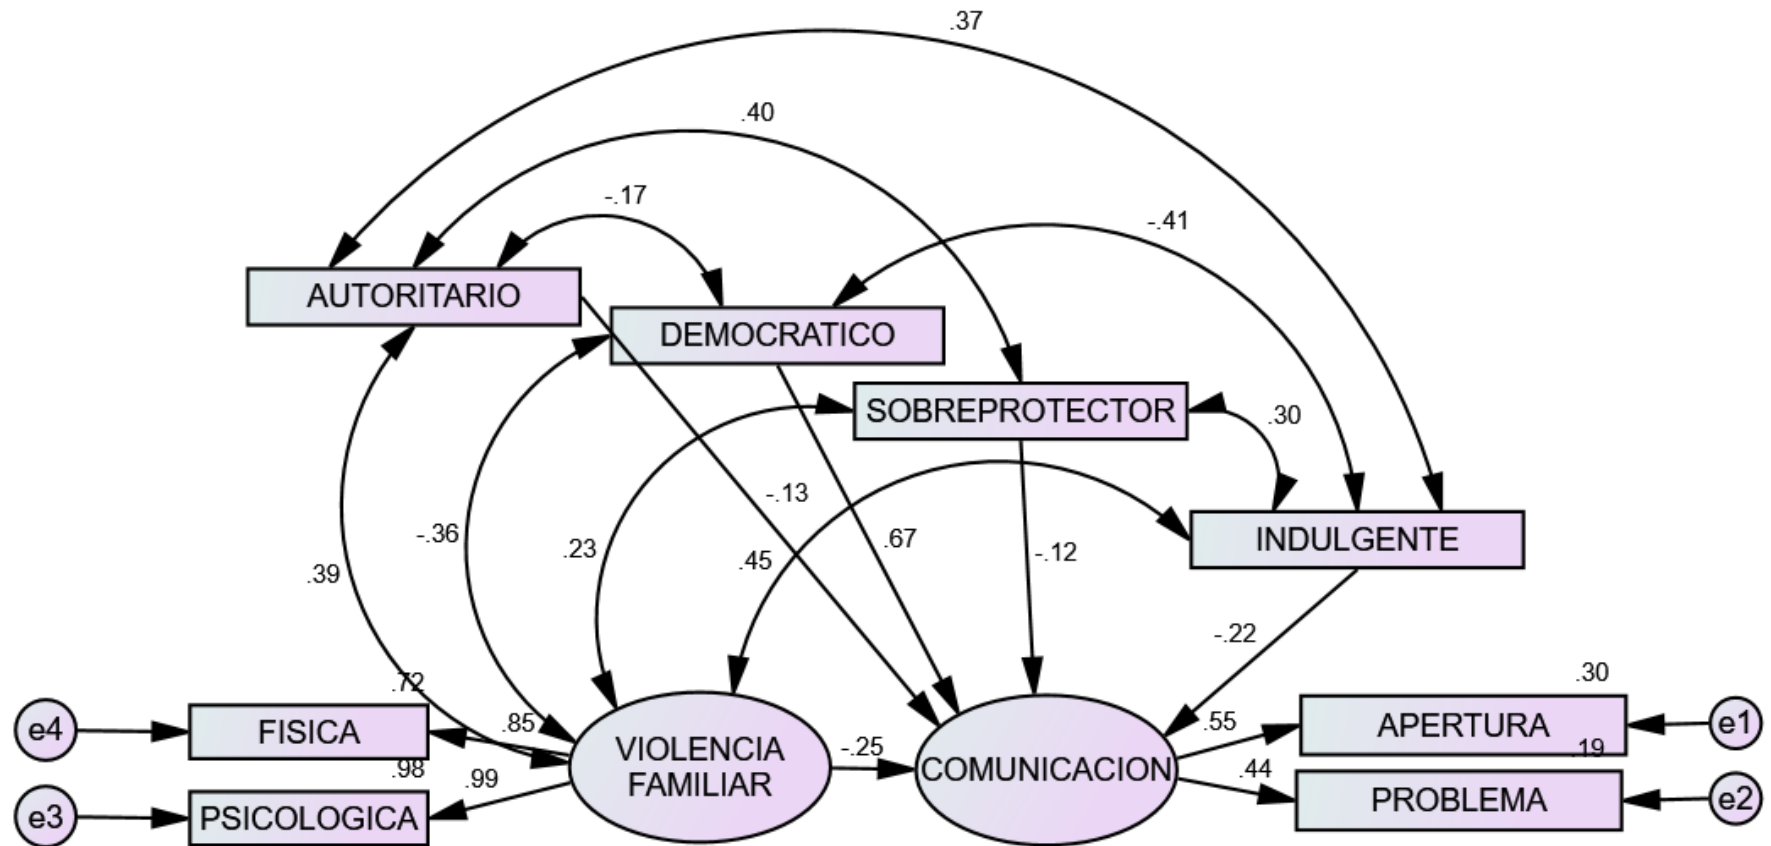 .37
.40
-.17
-.41
AUTORITARIO
DEMOCRATICO
SOBREPROTECTOR
.30
INDULGENTE
-.13
-.36
.23
.45
.67
-.12
.39
-.22
.72
.30
e4
FISICA
.85
VIOLENCIA
FAMILIAR
-.25
COMUNICACION
.55
APERTURA
e1
.98
.99
.44
.19
e3
PSICOLOGICA
PROBLEMA
e2